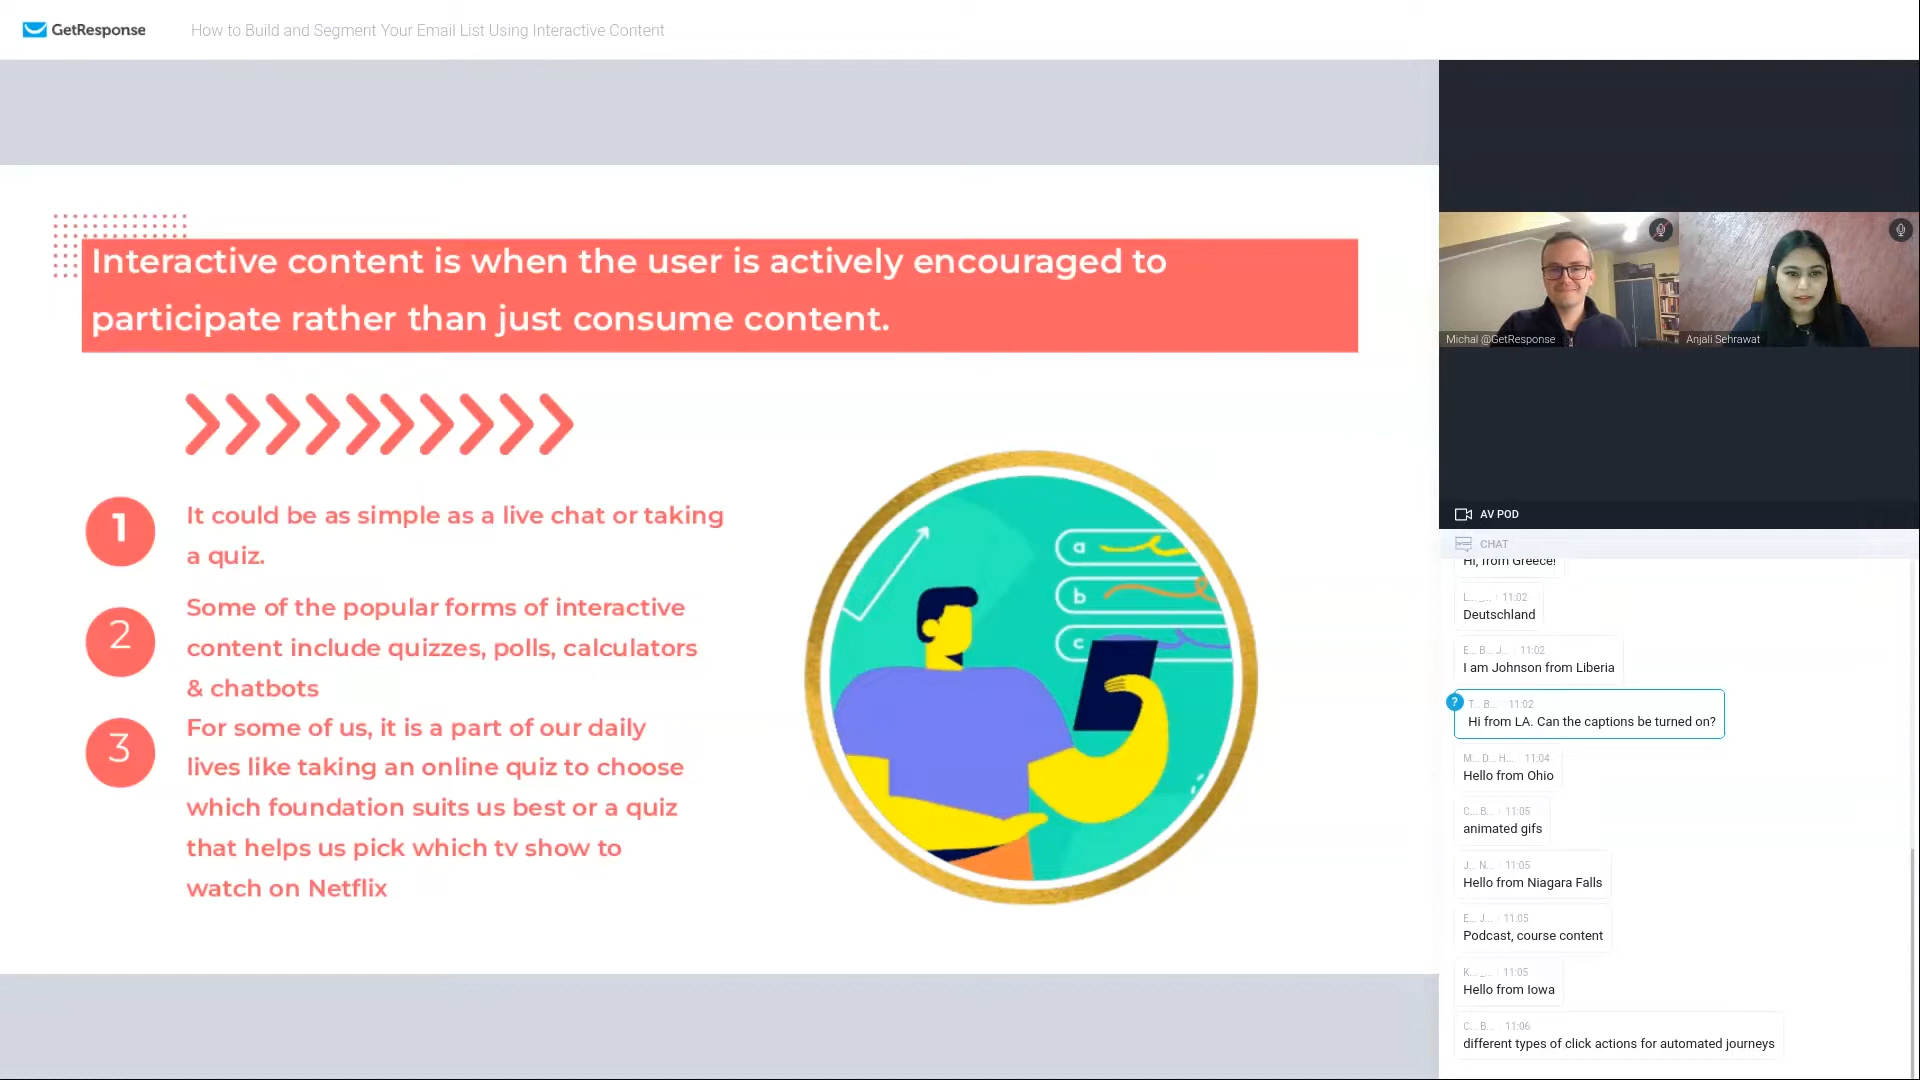 GetResponse
How to Build and Segment Your Email List Using Interactive Content
Interactive content is when the user is actively encouraged to
participate rather than just consume content.
1
It could be as simple as a live chat or taking
a quiz.
2
Some of the popular forms of interactive
content include quizzes, polls, calculators
& chatbots
3
For some of us, it is a part of our daily
lives like taking an online quiz to choose
which foundation suits us best or a quiz
that helps us pick which tv show to
watch on Netflix
a
b
c
Michal @GetResponse
Anjali Sehrawat
AV POD
CHAT
Hi, from Greece!
L... _... 11:02
Deutschland
E... B... J... 11:02
I am Johnson from Liberia
?
T... B... 11:02
Hi from LA. Can the captions be turned on?
M... D... H... 11:04
Hello from Ohio
C... B... 11:05
animated gifs
J... N... 11:05
Hello from Niagara Falls
E... J... 11:05
Podcast, course content
K... _... 11:05
Hello from Iowa
C... B... 11:06
different types of click actions for automated journeys